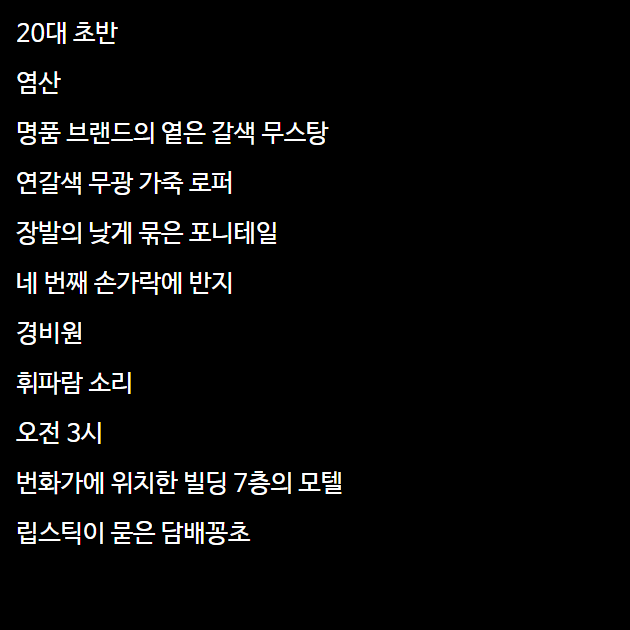 20대 초반
염산
명품 브랜드의 옅은 갈색 무스탕
연갈색 무광 가죽 로퍼
장발의 낮게 묶은 포니테일
네 번째 손가락에 반지
경비원
휘파람 소리
오전 3시
번화가에 위치한 빌딩 7층의 모텔
립스틱이 묻은 담배꽁초